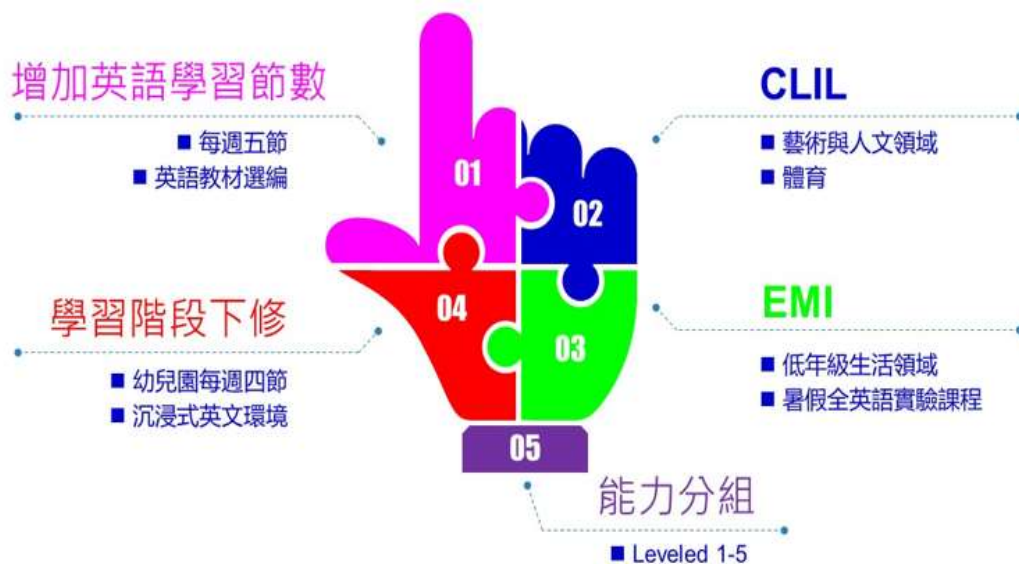 增加英語學習節數
■ 每週五節
■ 英語教材選編
01
CLIL
■ 藝術與人文領域
■ 體育
02
EMI
■ 低年級生活領域
■ 暑假全英語實驗課程
03
學習階段下修
■ 幼兒園每週四節
■ 沉浸式英文環境
04
05
能力分組
■ Leveled 1-5